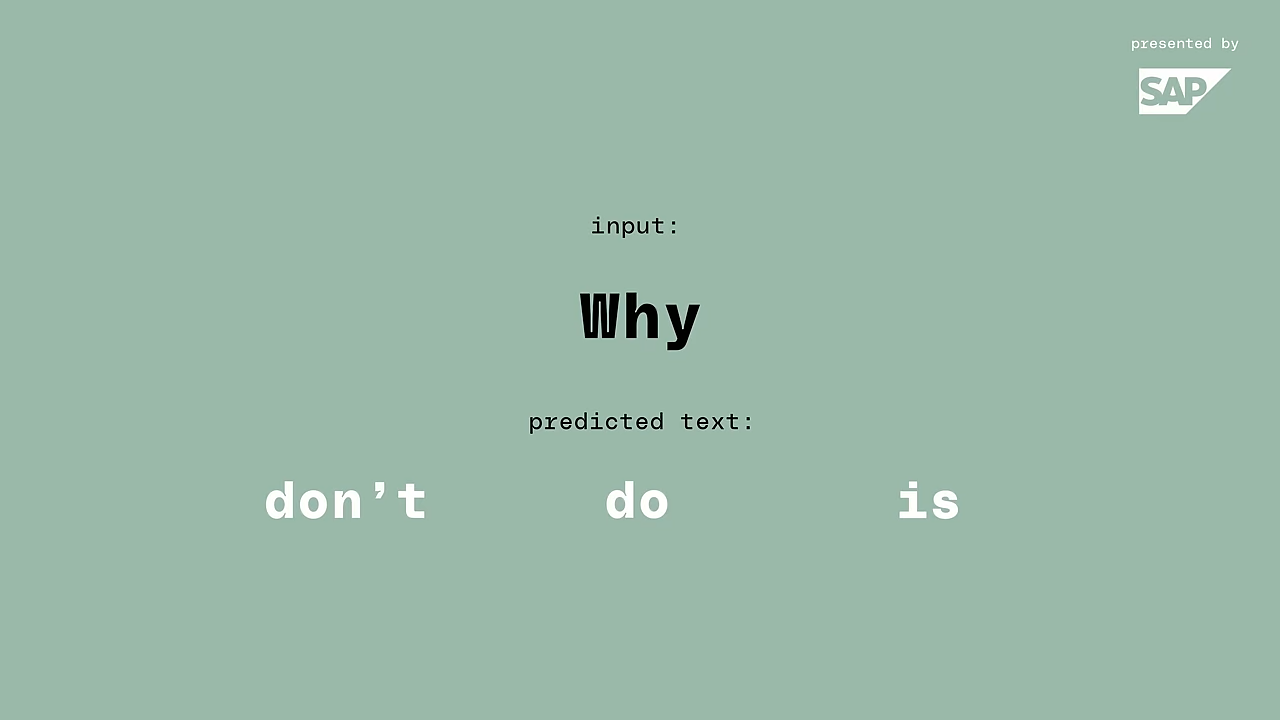 presented by
SAP
input:
Why
predicted text:
don’t do is